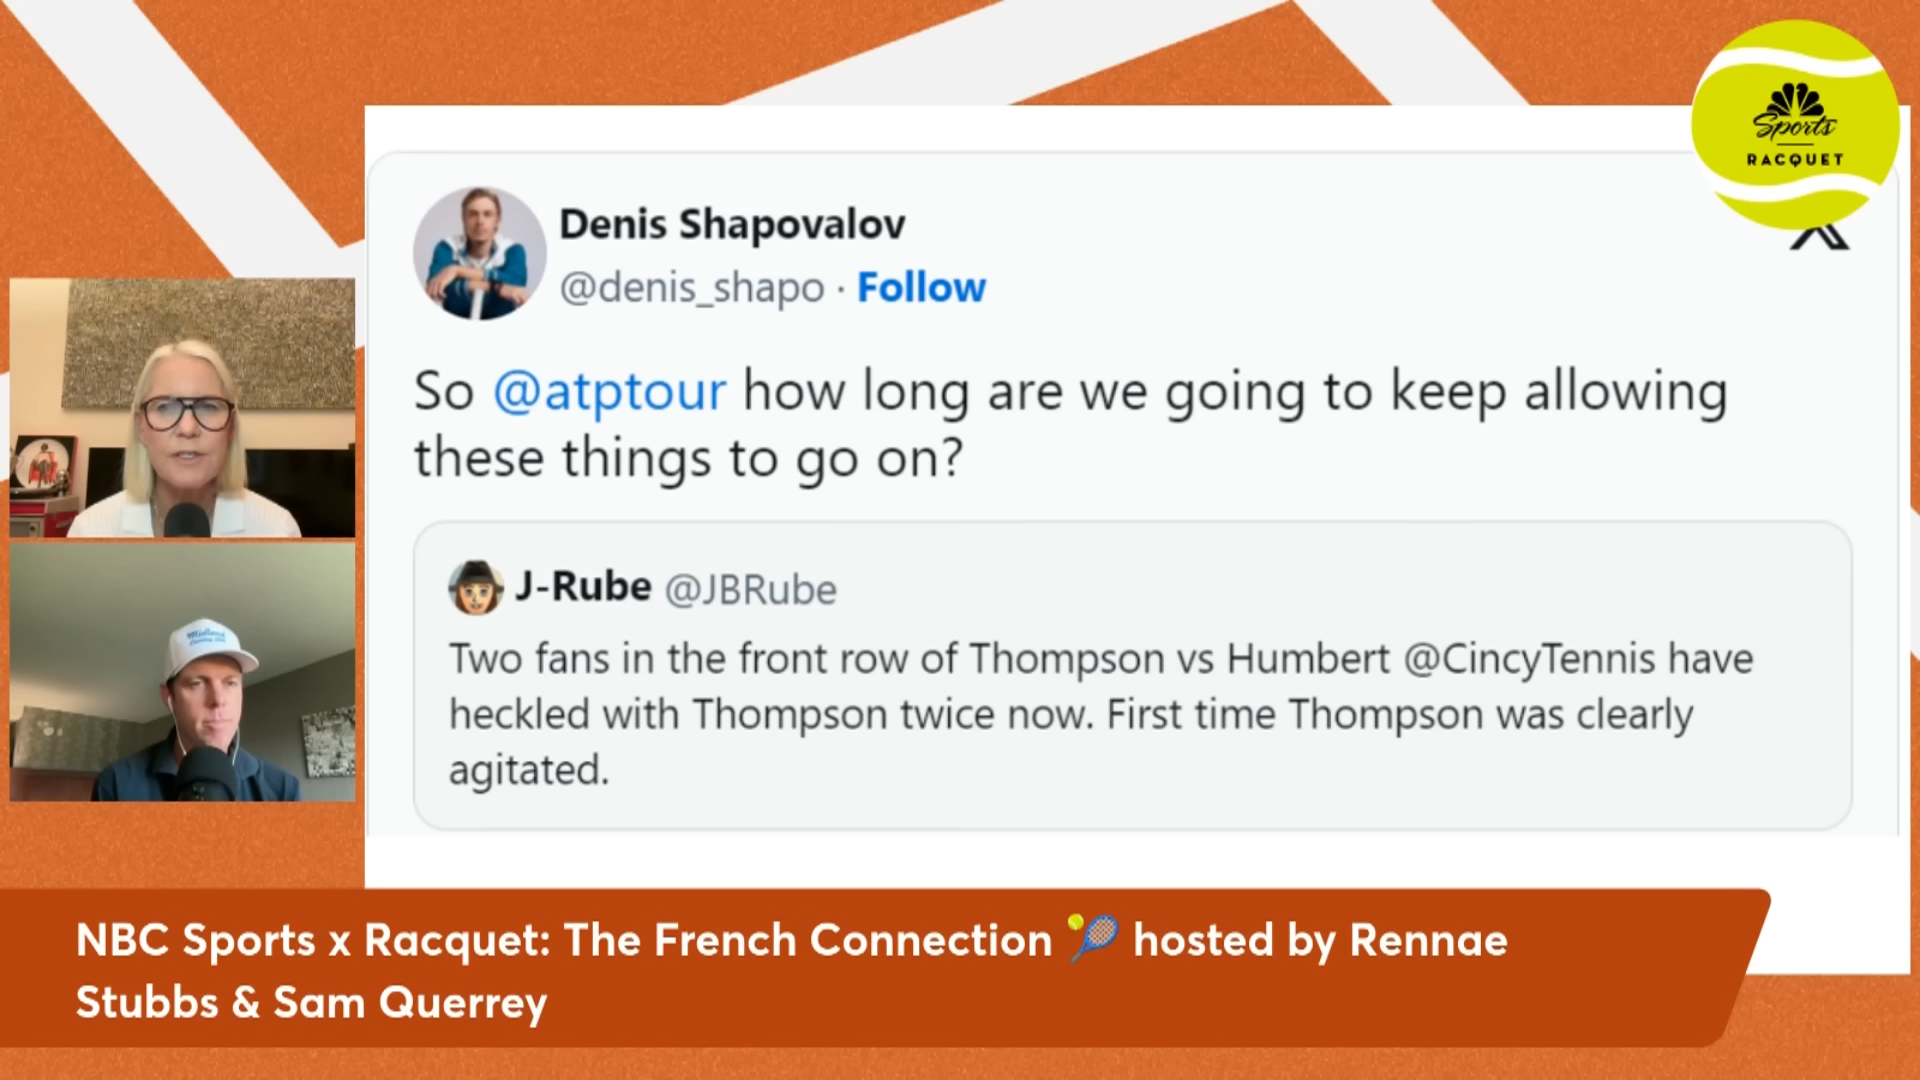 Sports
RACQUET
Denis Shapovalov
@denis_shapo · Follow
So @atptour how long are we going to keep allowing
these things to go on?
J-Rube @JBRube
Two fans in the front row of Thompson vs Humbert @CincyTennis have
heckled with Thompson twice now. First time Thompson was clearly
agitated.
NBC Sports x Racquet: The French Connection 🎾 hosted by Rennae
Stubbs & Sam Querrey